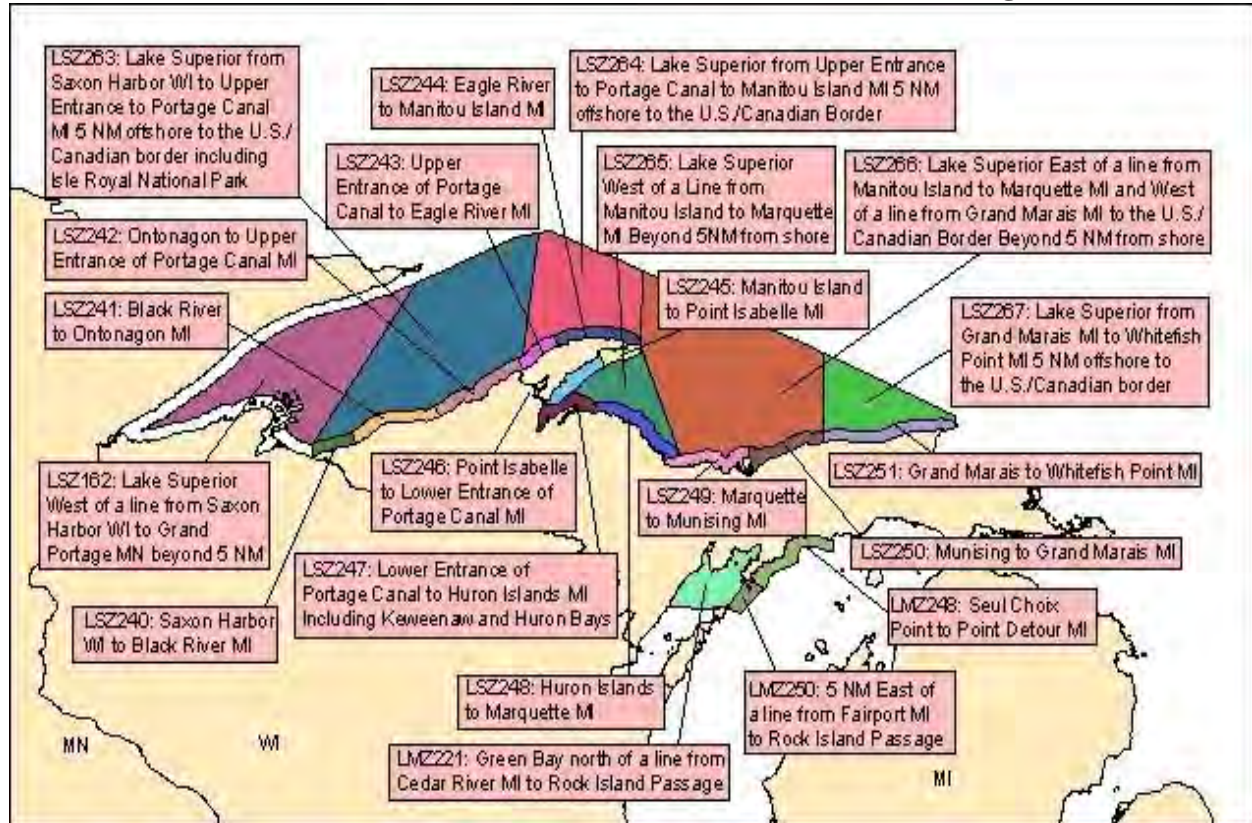 LSZ263: Lake Superior from
Saxon Harbor WI to Upper
Entrance to Portage Canal
MI 5 NM offshore to the U.S./
Canadian border including
Isle Royal National Park
LSZ244: Eagle River
to Manitou Island MI
LSZ264: Lake Superior from Upper Entrance
to Portage Canal to Manitou Island MI 5 NM
offshore to the U.S./Canadian Border
LSZ243: Upper
Entrance of Portage
Canal to Eagle River MI
LSZ265: Lake Superior
West of a Line from
Manitou Island to Marquette
MI Beyond 5NM from shore
LSZ266: Lake Superior East of a line from
Manitou Island to Marquette MI and West
of a line from Grand Marais MI to the U.S./
Canadian Border Beyond 5 NM from shore
LSZ242: Ontonagon to Upper
Entrance of Portage Canal MI
LSZ241: Black River
to Ontonagon MI
LSZ245: Manitou Island
to Point Isabelle MI
LSZ267: Lake Superior from
Grand Marais MI to Whitefish
Point MI 5 NM offshore to
the U.S./Canadian border
LSZ162: Lake Superior
West of a line from Saxon
Harbor WI to Grand
Portage MN beyond 5 NM
LSZ246: Point Isabelle
to Lower Entrance of
Portage Canal MI
LSZ249: Marquette
to Munising MI
LSZ251: Grand Marais to Whitefish Point MI
LSZ250: Munising to Grand Marais MI
LSZ247: Lower Entrance of
Portage Canal to Huron Islands MI
Including Keweenaw and Huron Bays
LSZ240: Saxon Harbor
WI to Black River MI
LMZ248: Seul Choix
Point to Point Detour MI
LSZ248: Huron Islands
to Marquette MI
LMZ250: 5 NM East of
a line from Fairport MI
to Rock Island Passage
LMZ221: Green Bay north of a line from
Cedar River MI to Rock Island Passage
MN
WI
MI